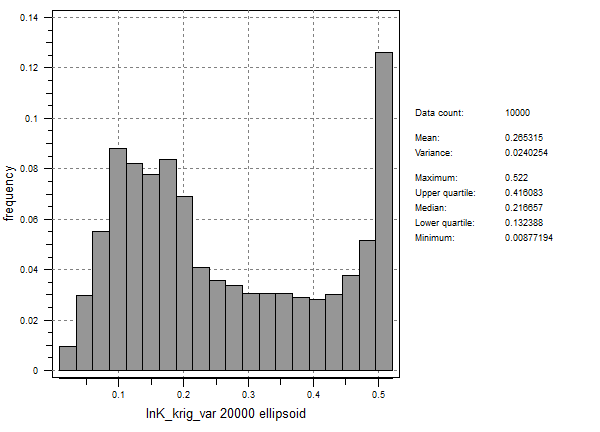 0.14
0.12
0.1
0.08
0.06
0.04
0.02
0
frequency
0.1 0.2 0.3 0.4 0.5
lnK_krig_var 20000 ellipsoid
Data count: 10000
Mean: 0.265315
Variance: 0.0240254
Maximum: 0.522
Upper quartile: 0.416083
Median: 0.216657
Lower quartile: 0.132388
Minimum: 0.00877194